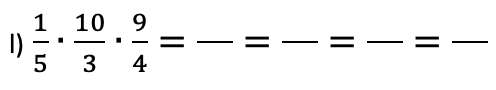 l) 1/5 · 10/3 · 9/4 = — = — = — = —